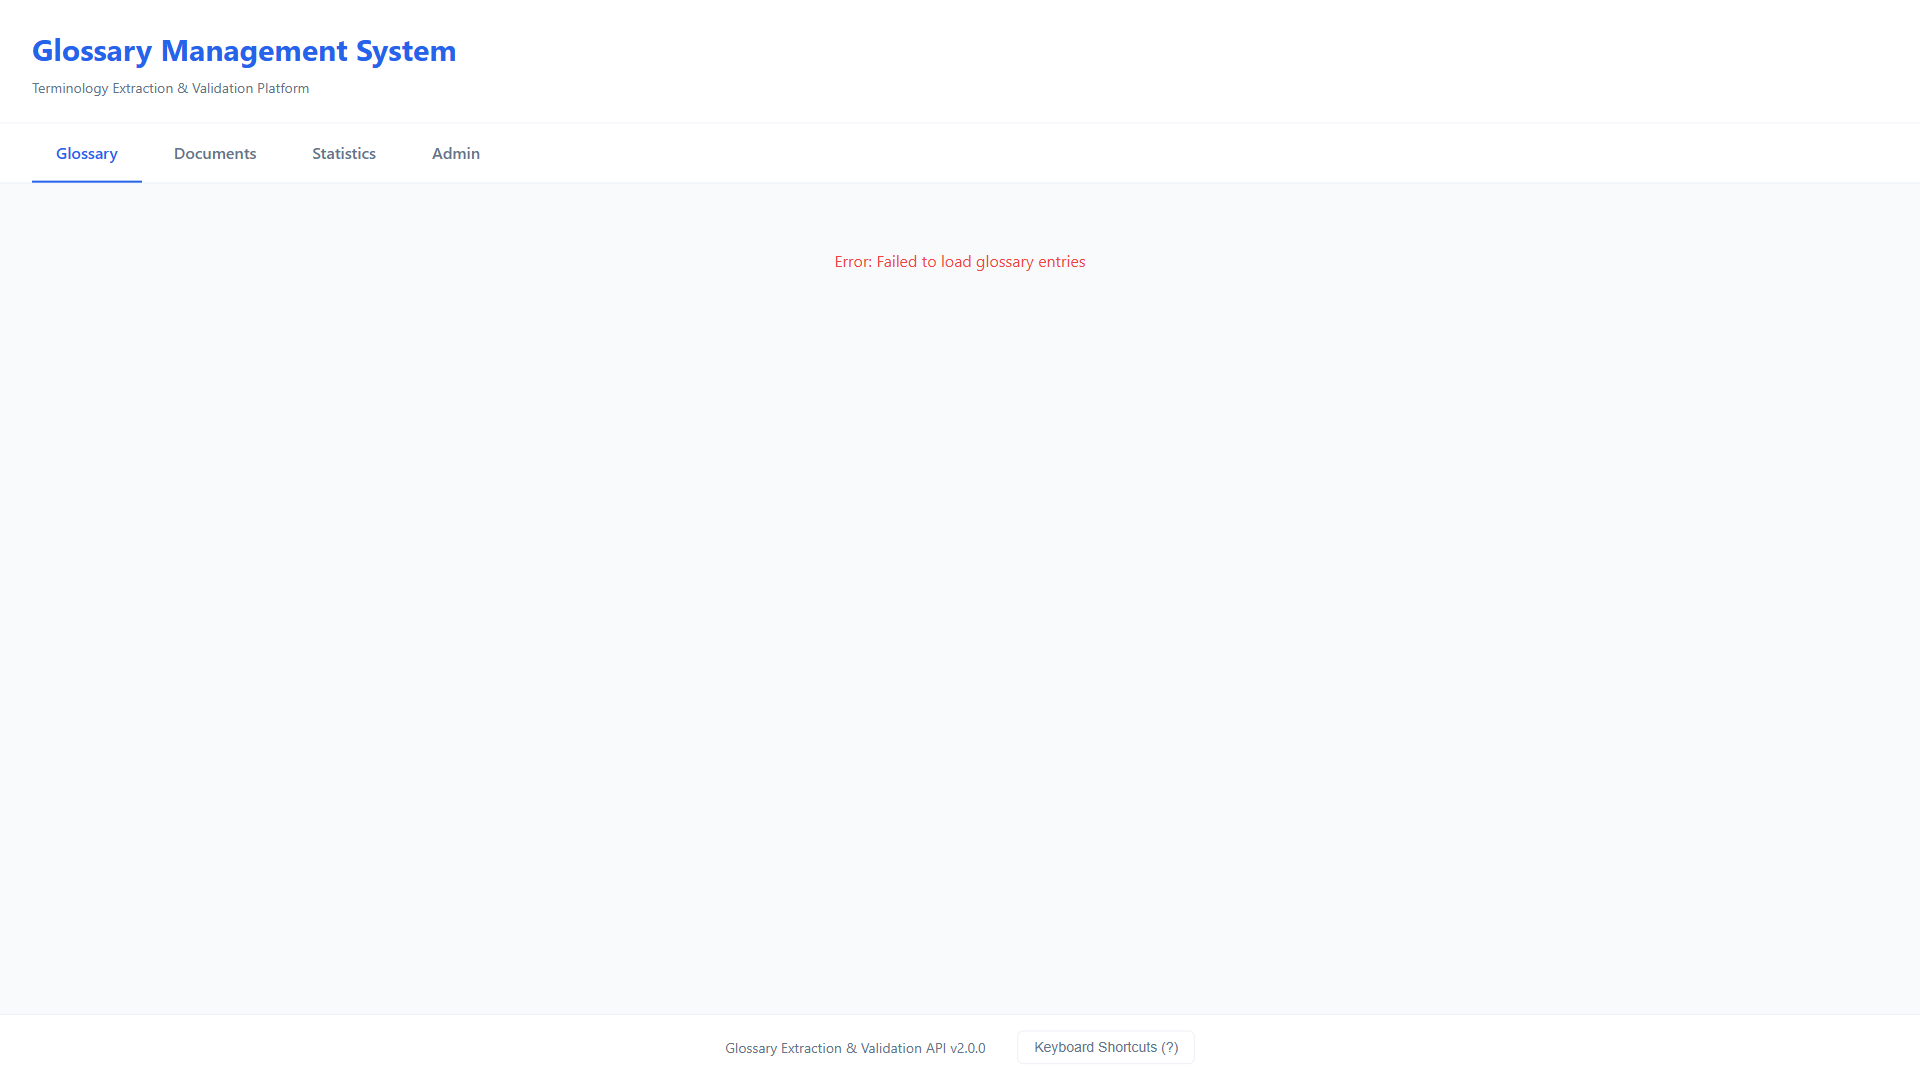 Glossary Management System
Terminology Extraction & Validation Platform
Glossary
Documents
Statistics
Admin
Error: Failed to load glossary entries
Glossary Extraction & Validation API v2.0.0
Keyboard Shortcuts (?)